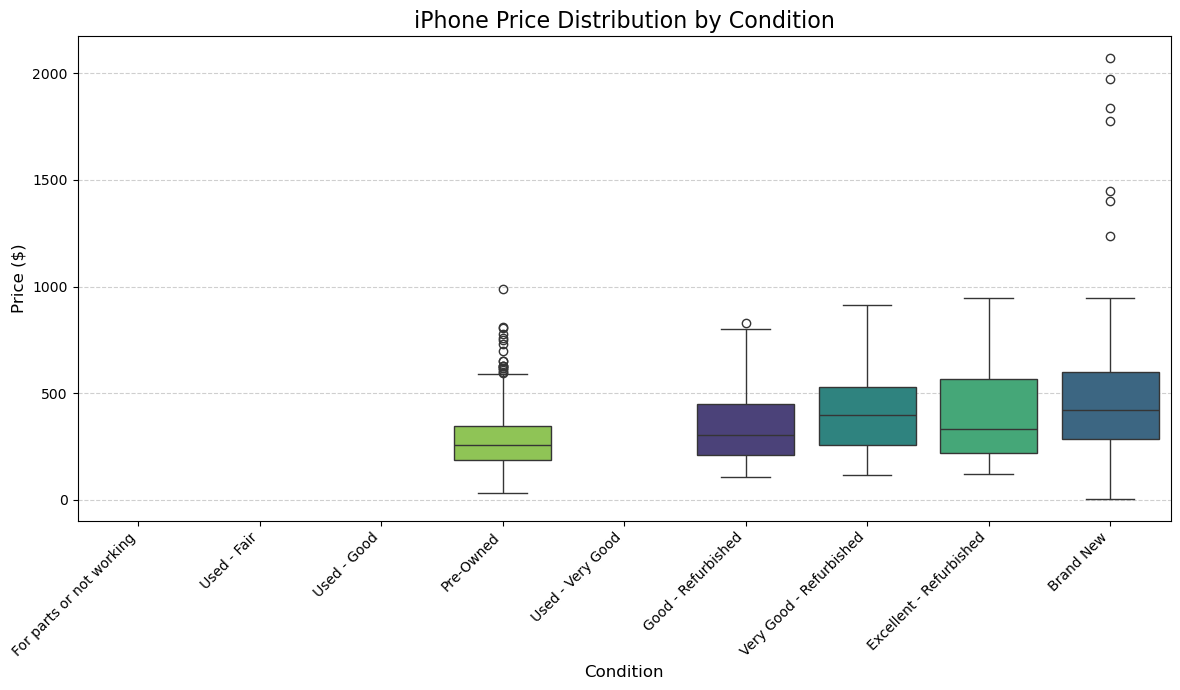 iPhone Price Distribution by Condition
Price ($)
2000
1500
1000
500
0
For parts or not working
Used - Fair
Used - Good
Pre-Owned
Used - Very Good
Good - Refurbished
Very Good - Refurbished
Excellent - Refurbished
Brand New
Condition